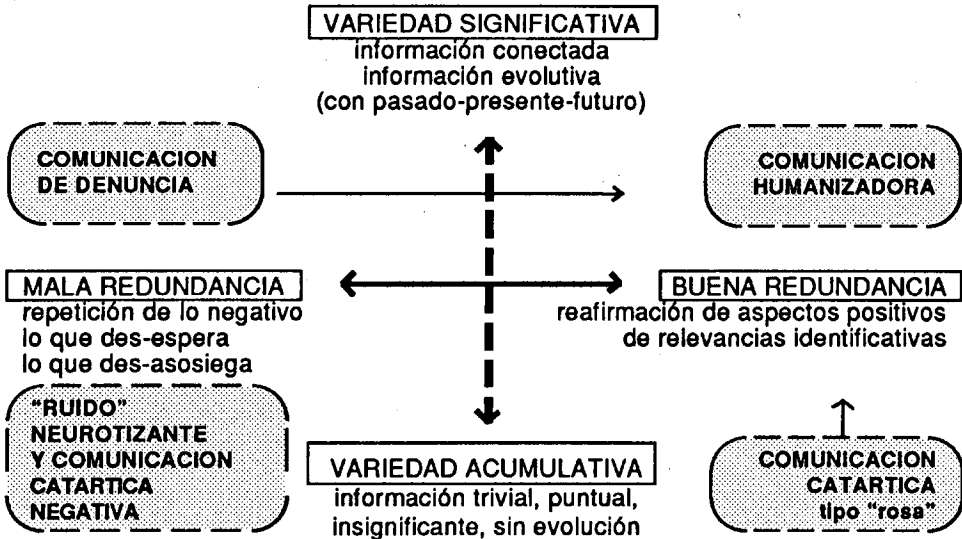 VARIEDAD SIGNIFICATIVA
información conectada
información evolutiva
(con pasado-presente-futuro)
COMUNICACION
DE DENUNCIA
COMUNICACION
HUMANIZADORA
MALA REDUNDANCIA
repetición de lo negativo
lo que des-espera
lo que des-asosiega
BUENA REDUNDANCIA
reafirmación de aspectos positivos
de relevancias identificativas
"RUIDO"
NEUROTIZANTE
Y COMUNICACION
CATARTICA
NEGATIVA
VARIEDAD ACUMULATIVA
información trivial, puntual,
insignificante, sin evolución
COMUNICACION
CATARTICA
tipo "rosa"